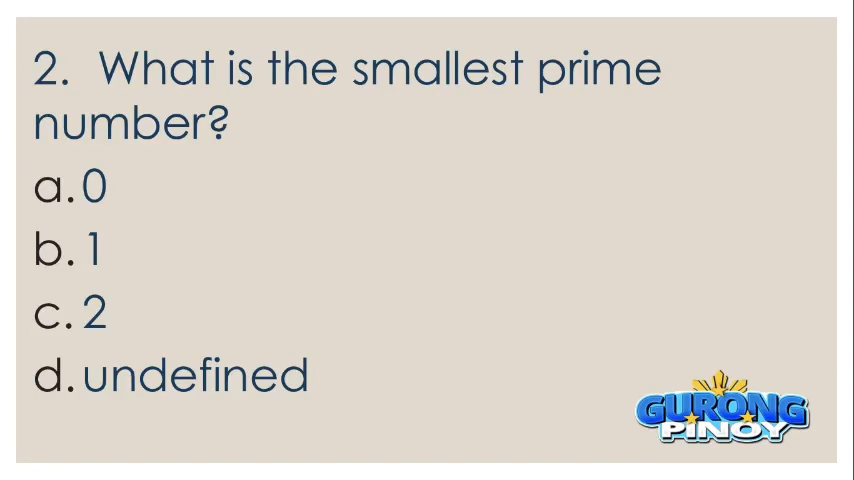 2. What is the smallest prime
number?
a. 0
b. 1
c. 2
d. undefined
GURONG
PINOY